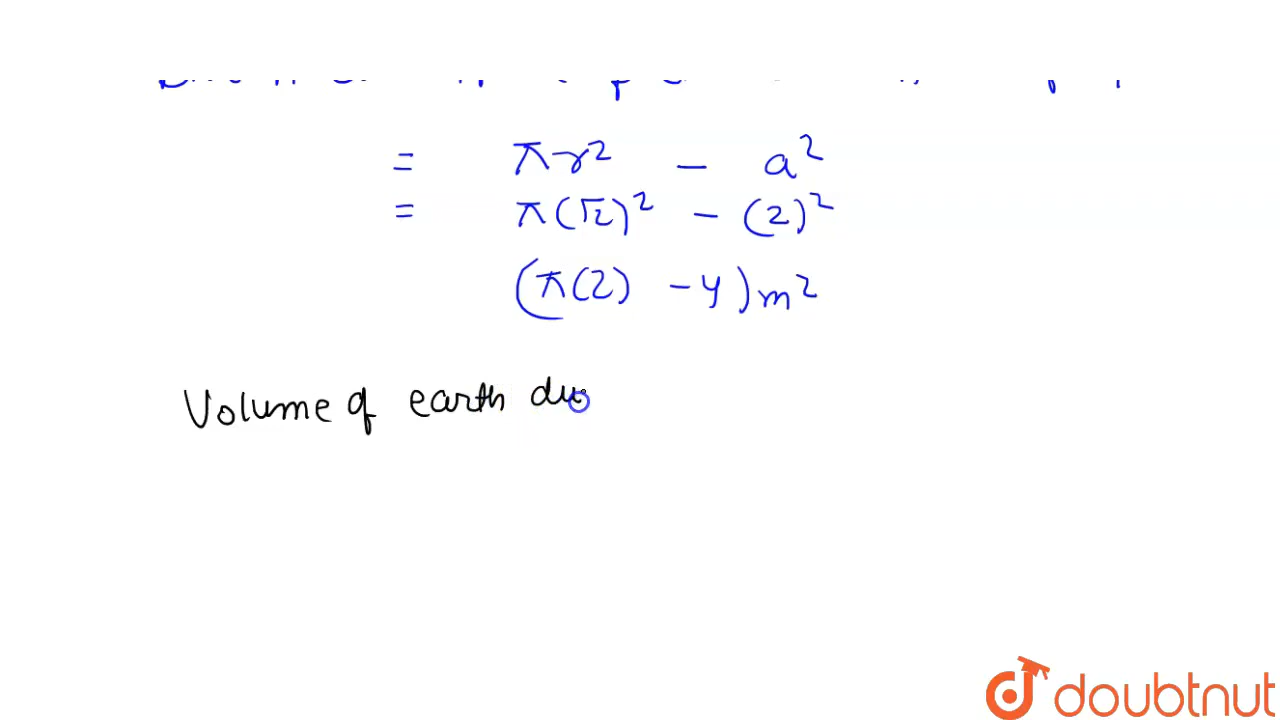 = πr² - a²
= π(√2)² - (2)²
(π(2) - 4) m²
Volume of earth du
doubtnut